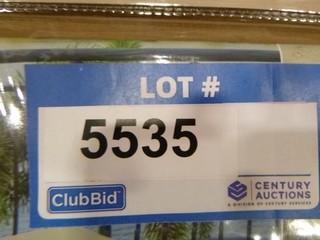 LOT #
5535
ClubBid
CENTURY
AUCTIONS
A DIVISION OF CENTURY SERVICES